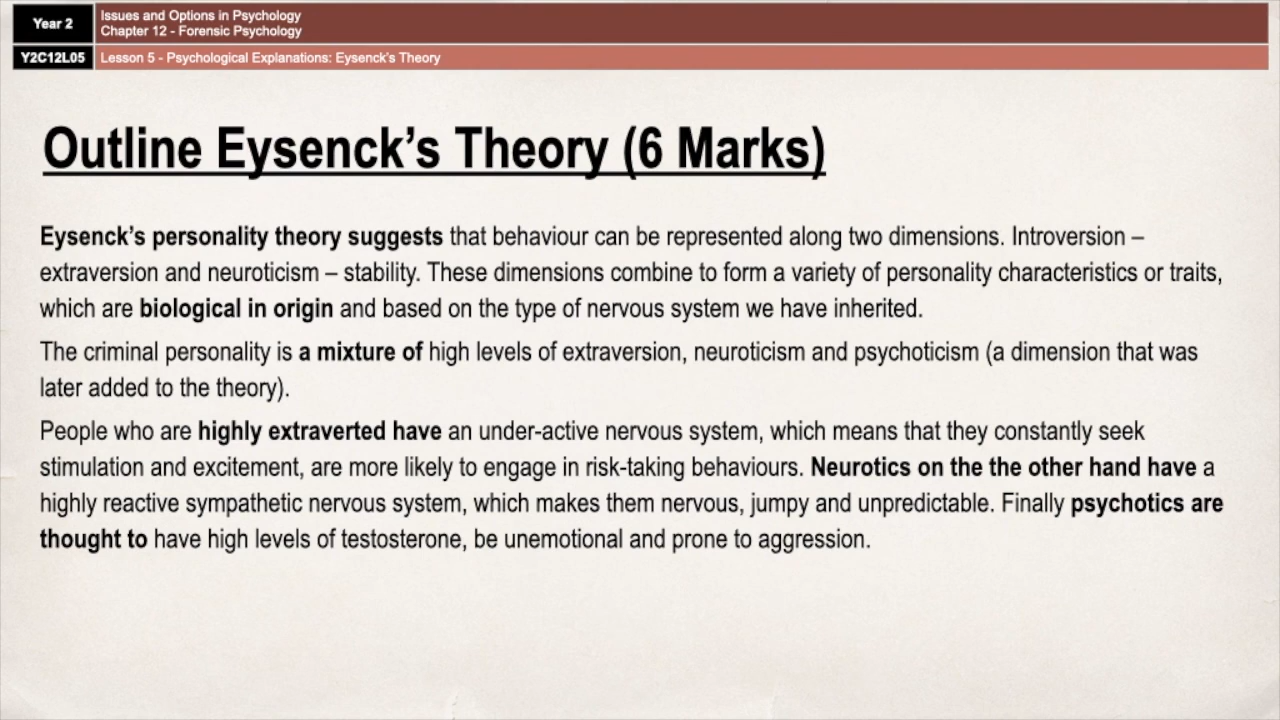 Year 2
Issues and Options in Psychology
Chapter 12 - Forensic Psychology
Y2C12L05
Lesson 5 - Psychological Explanations: Eysenck's Theory
Outline Eysenck's Theory (6 Marks)
Eysenck's personality theory suggests that behaviour can be represented along two dimensions. Introversion –
extraversion and neuroticism – stability. These dimensions combine to form a variety of personality characteristics or traits,
which are biological in origin and based on the type of nervous system we have inherited.
The criminal personality is a mixture of high levels of extraversion, neuroticism and psychoticism (a dimension that was
later added to the theory).
People who are highly extraverted have an under-active nervous system, which means that they constantly seek
stimulation and excitement, are more likely to engage in risk-taking behaviours. Neurotics on the the other hand have a
highly reactive sympathetic nervous system, which makes them nervous, jumpy and unpredictable. Finally psychotics are
thought to have high levels of testosterone, be unemotional and prone to aggression.